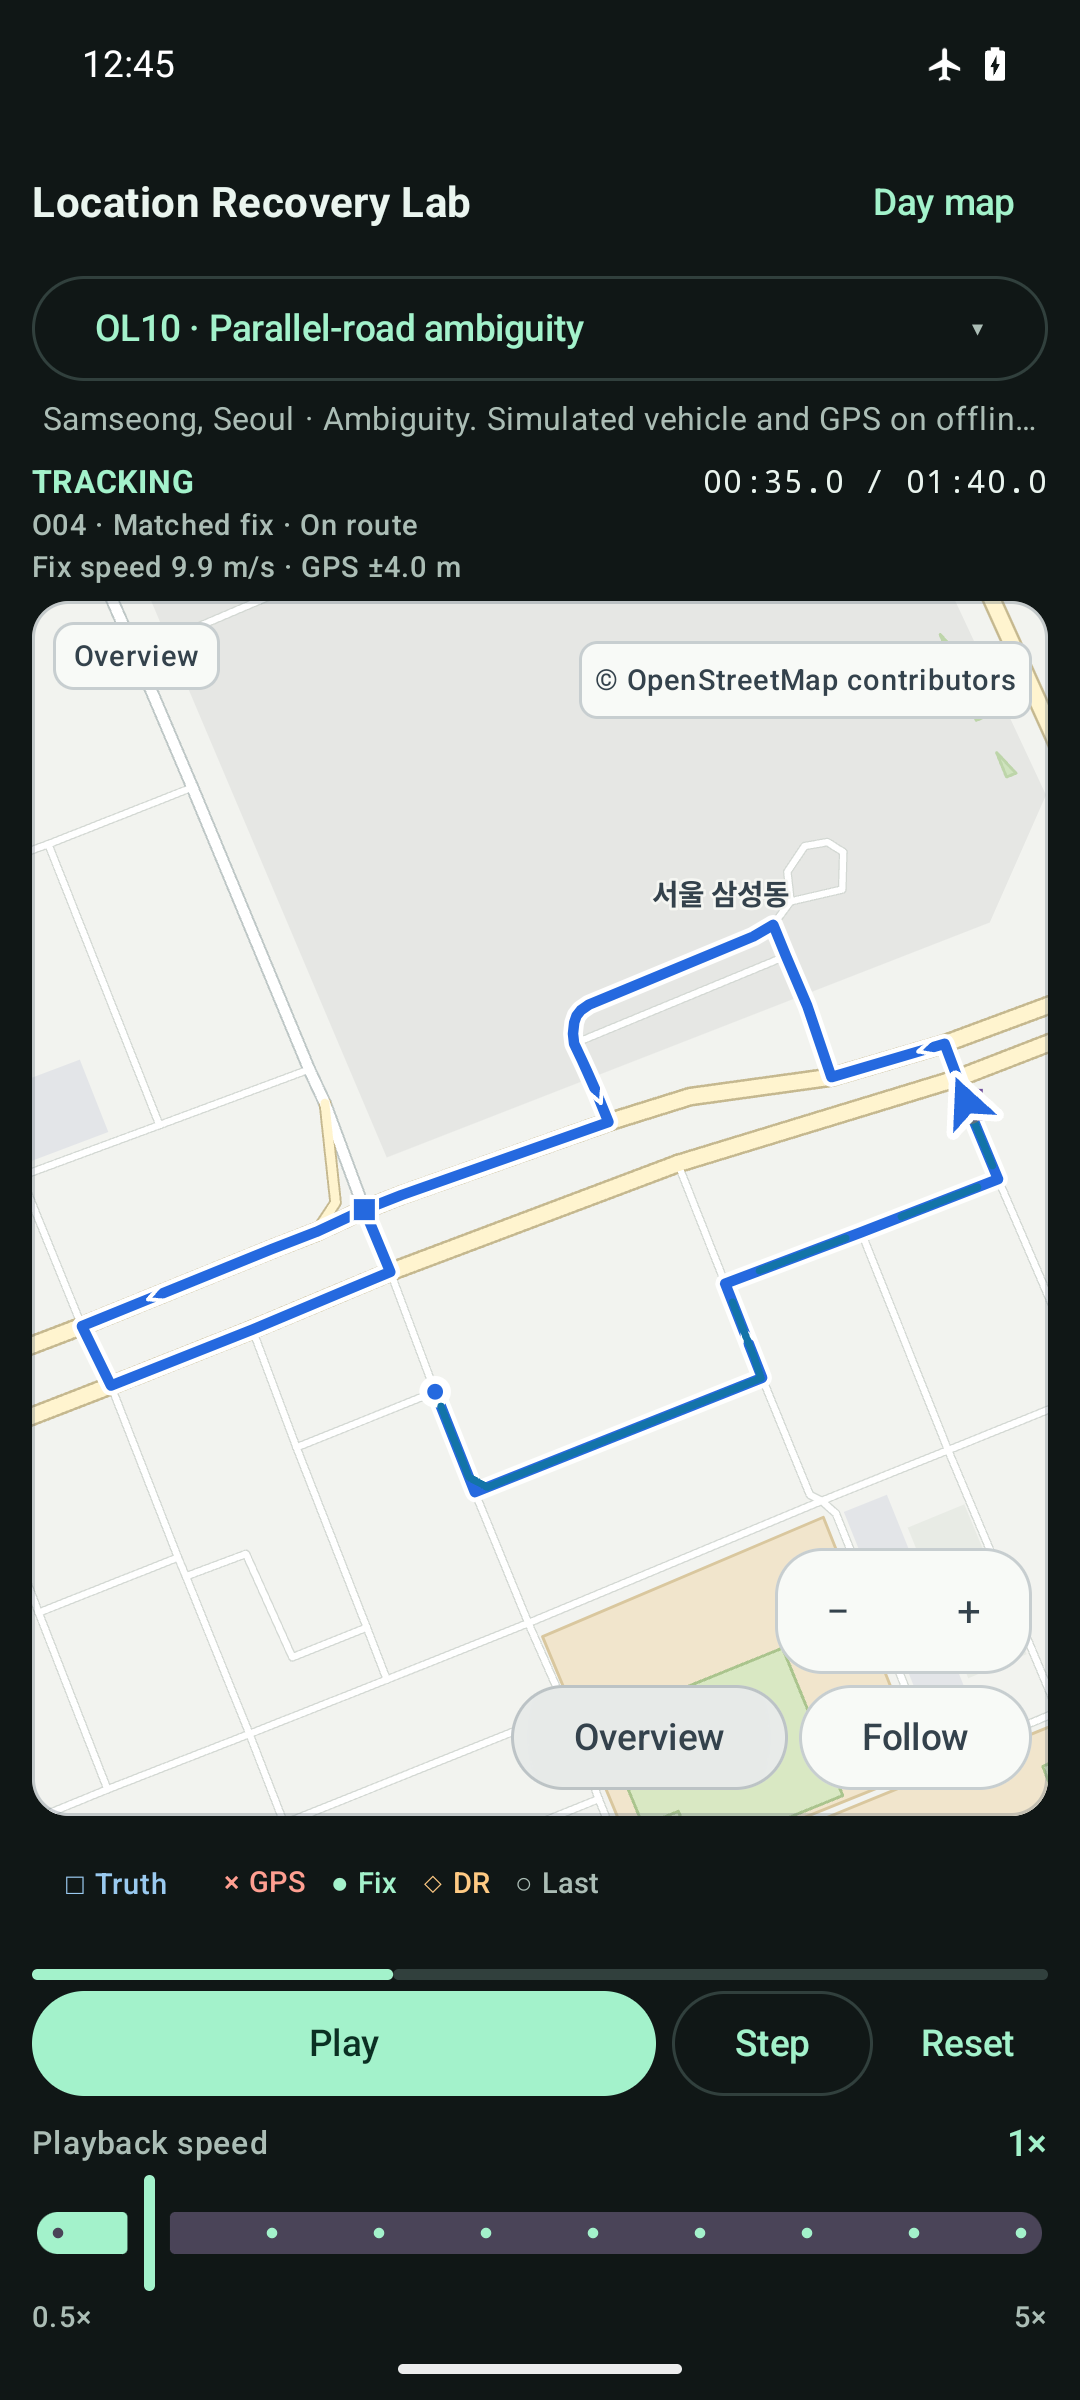 12:45
Location Recovery Lab
Day map
OL10 · Parallel-road ambiguity
Samseong, Seoul · Ambiguity. Simulated vehicle and GPS on offlin…
TRACKING
00:35.0 / 01:40.0
O04 · Matched fix · On route
Fix speed 9.9 m/s · GPS ±4.0 m
Overview
© OpenStreetMap contributors
서울 삼성동
− +
Overview
Follow
□ Truth × GPS ● Fix ◇ DR ○ Last
Play
Step
Reset
Playback speed
1×
0.5×
5×